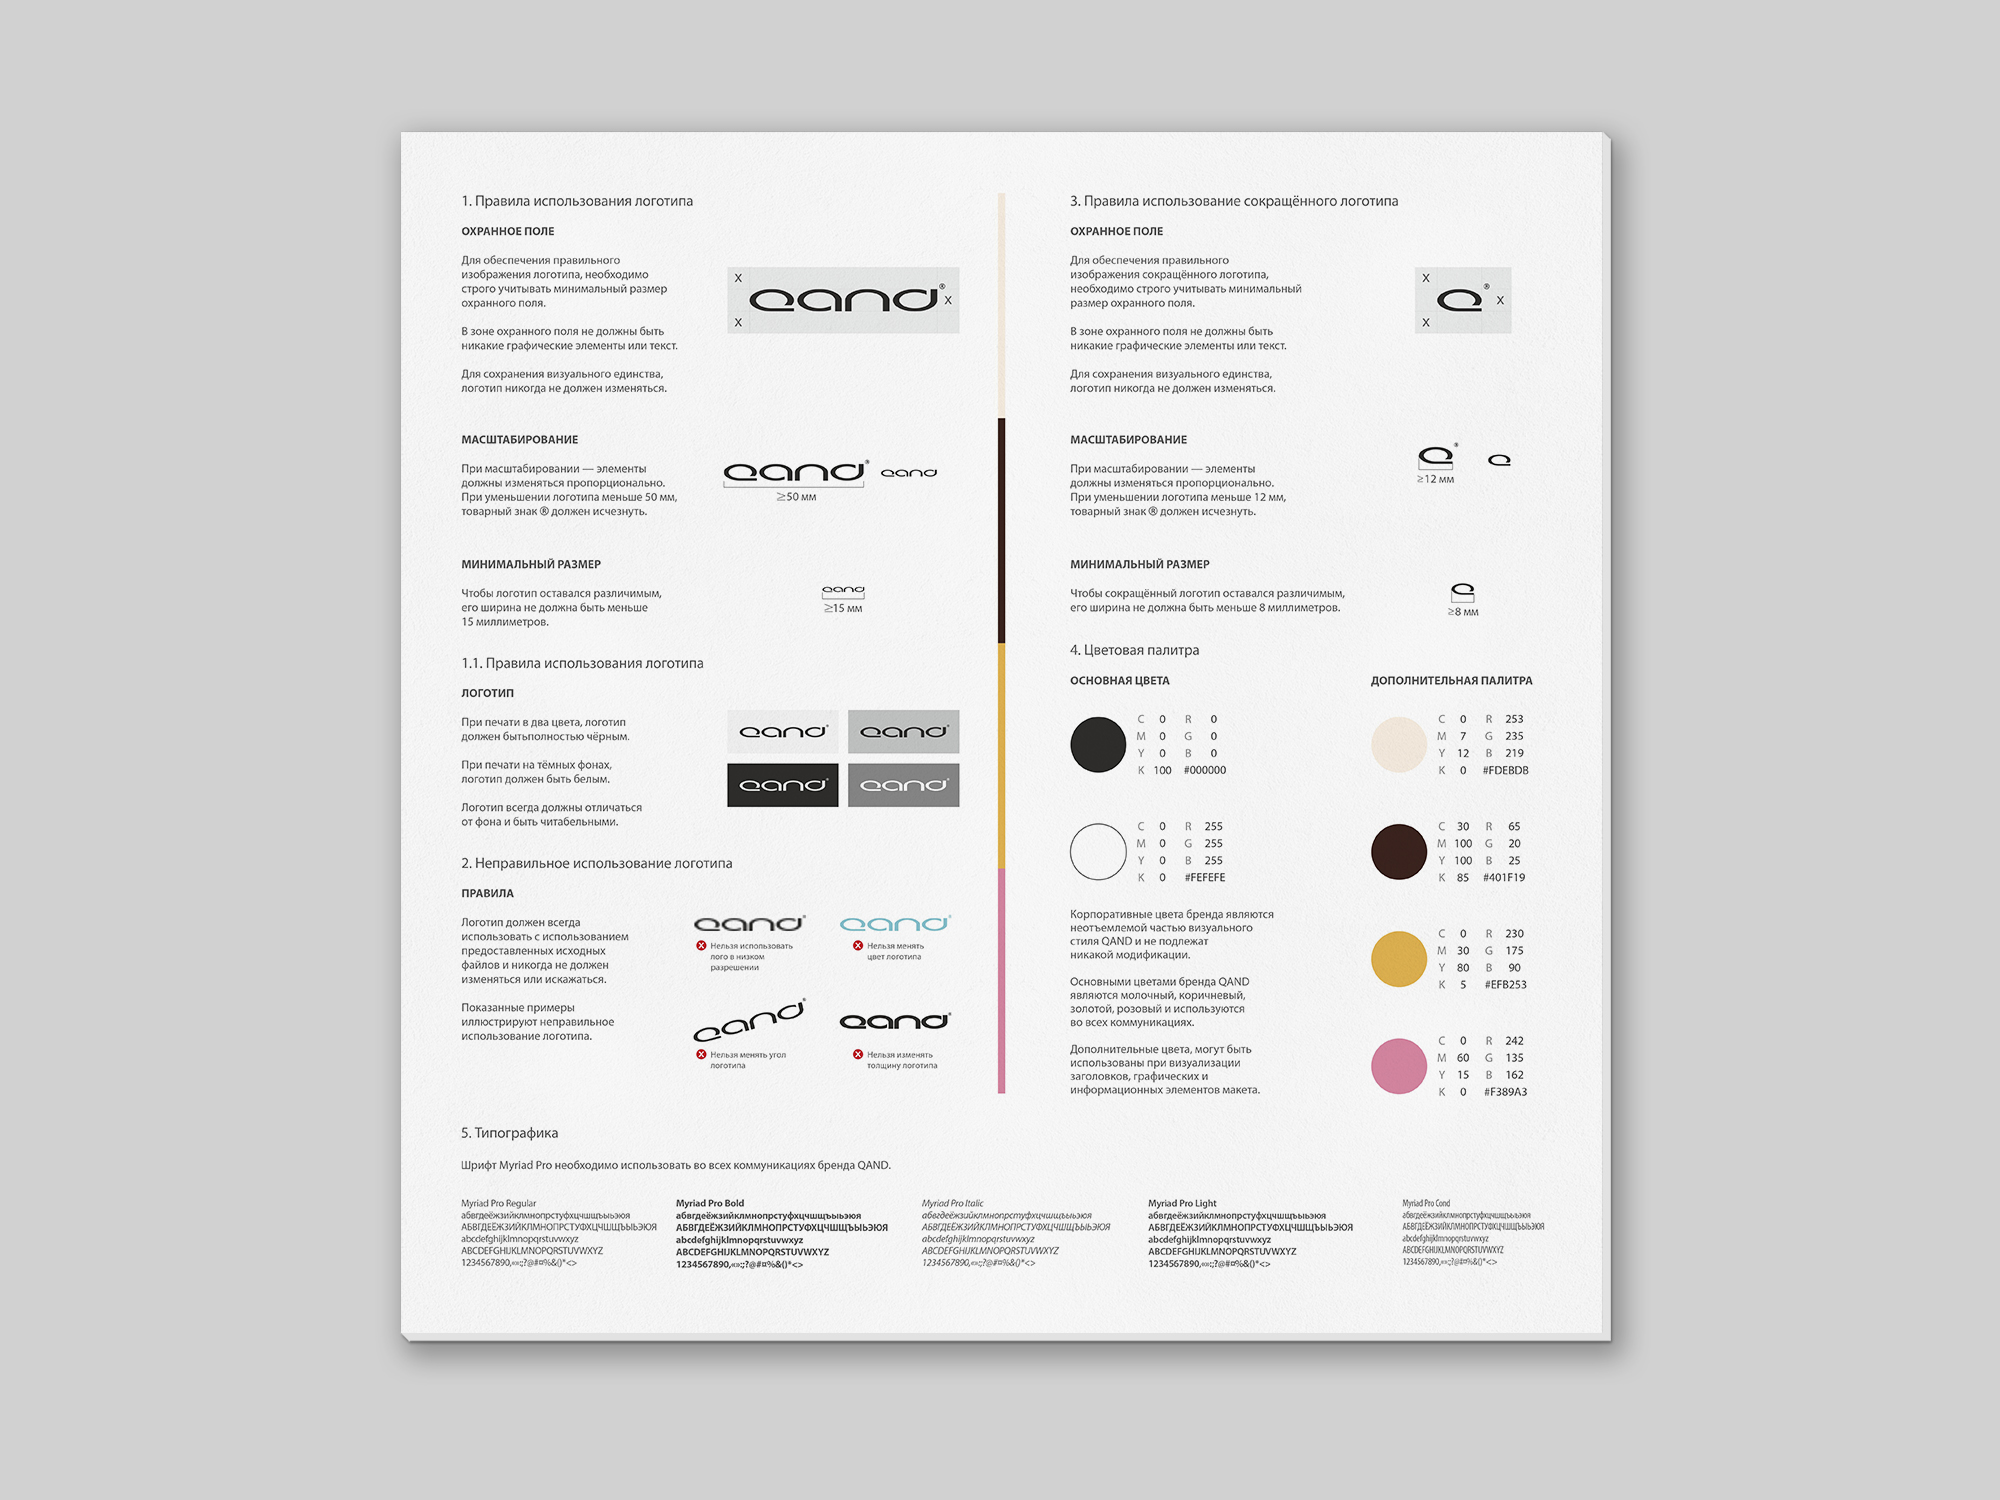 1. Правила использования логотипа
ОХРАННОЕ ПОЛЕ
Для обеспечения правильного
изображения логотипа, необходимо
строго учитывать минимальный размер
охранного поля.
В зоне охранного поля не должны быть
никакие графические элементы или текст.
Для сохранения визуального единства,
логотип никогда не должен изменяться.
X
qand®
X
X
МАСШТАБИРОВАНИЕ
При масштабировании — элементы
должны изменяться пропорционально.
При уменьшении логотипа меньше 50 мм,
товарный знак ® должен исчезнуть.
qand® qand
≥50 мм
МИНИМАЛЬНЫЙ РАЗМЕР
Чтобы логотип оставался различимым,
его ширина не должна быть меньше
15 миллиметров.
qand
≥15 мм
1.1. Правила использования логотипа
ЛОГОТИП
При печати в два цвета, логотип
должен бытьполностью чёрным.
При печати на тёмных фонах,
логотип должен быть белым.
Логотип всегда должны отличаться
от фона и быть читабельными.
qand® qand®
qand® qand®
2. Неправильное использование логотипа
ПРАВИЛА
Логотип должен всегда
использовать с использованием
предоставленных исходных
файлов и никогда не должен
изменяться или искажаться.
Показанные примеры
иллюстрируют неправильное
использование логотипа.
qand®
Нельзя использовать
лого в низком
разрешении
qand®
Нельзя менять
цвет логотипа
qand®
Нельзя менять угол
логотипа
qand®
Нельзя изменять
толщину логотипа
3. Правила использование сокращённого логотипа
ОХРАННОЕ ПОЛЕ
Для обеспечения правильного
изображения сокращённого логотипа,
необходимо строго учитывать минимальный
размер охранного поля.
В зоне охранного поля не должны быть
никакие графические элементы или текст.
Для сохранения визуального единства,
логотип никогда не должен изменяться.
X
q®
X
X
МАСШТАБИРОВАНИЕ
При масштабировании — элементы
должны изменяться пропорционально.
При уменьшении логотипа меньше 12 мм,
товарный знак ® должен исчезнуть.
q® q
≥12 мм
МИНИМАЛЬНЫЙ РАЗМЕР
Чтобы сокращённый логотип оставался различимым,
его ширина не должна быть меньше 8 миллиметров.
q
≥8 мм
4. Цветовая палитра
ОСНОВНАЯ ЦВЕТА
C 0 R 0
M 0 G 0
Y 0 B 0
K 100 #000000
C 0 R 255
M 0 G 255
Y 0 B 255
K 0 #FEFEFE
Корпоративные цвета бренда являются
неотъемлемой частью визуального
стиля QAND и не подлежат
никакой модификации.
Основными цветами бренда QAND
являются молочный, коричневый,
золотой, розовый и используются
во всех коммуникациях.
Дополнительные цвета, могут быть
использованы при визуализации
заголовков, графических и
информационных элементов макета.
ДОПОЛНИТЕЛЬНАЯ ПАЛИТРА
C 0 R 253
M 7 G 235
Y 12 B 219
K 0 #FDEBDB
C 30 R 65
M 100 G 20
Y 100 B 25
K 85 #401F19
C 0 R 230
M 30 G 175
Y 80 B 90
K 5 #EFB253
C 0 R 242
M 60 G 135
Y 15 B 162
K 0 #F389A3
5. Типографика
Шрифт Myriad Pro необходимо использовать во всех коммуникациях бренда QAND.
Myriad Pro Regular
абвгдеёжзийклмнопрстуфхцчшщъыьэюя
АБВГДЕЁЖЗИЙКЛМНОПРСТУФХЦЧШЩЪЫЬЭЮЯ
abcdefghijklmnopqrstuvwxyz
ABCDEFGHIJKLMNOPQRSTUVWXYZ
1234567890,«»:;?@#¤%&()*<>
Myriad Pro Bold
абвгдеёжзийклмнопрстуфхцчшщъыьэюя
АБВГДЕЁЖЗИЙКЛМНОПРСТУФХЦЧШЩЪЫЬЭЮЯ
abcdefghijklmnopqrstuvwxyz
ABCDEFGHIJKLMNOPQRSTUVWXYZ
1234567890,«»:;?@#¤%&()*<>
Myriad Pro Italic
абвгдеёжзийклмнопрстуфхцчшщъыьэюя
АБВГДЕЁЖЗИЙКЛМНОПРСТУФХЦЧШЩЪЫЬЭЮЯ
abcdefghijklmnopqrstuvwxyz
ABCDEFGHIJKLMNOPQRSTUVWXYZ
1234567890,«»:;?@#¤%&()*<>
Myriad Pro Light
абвгдеёжзийклмнопрстуфхцчшщъыьэюя
АБВГДЕЁЖЗИЙКЛМНОПРСТУФХЦЧШЩЪЫЬЭЮЯ
abcdefghijklmnopqrstuvwxyz
ABCDEFGHIJKLMNOPQRSTUVWXYZ
1234567890,«»:;?@#¤%&()*<>
Myriad Pro Cond
абвгдеёжзийклмнопрстуфхцчшщъыьэюя
АБВГДЕЁЖЗИЙКЛМНОПРСТУФХЦЧШЩЪЫЬЭЮЯ
abcdefghijklmnopqrstuvwxyz
ABCDEFGHIJKLMNOPQRSTUVWXYZ
1234567890,«»:;?@#¤%&()*<>